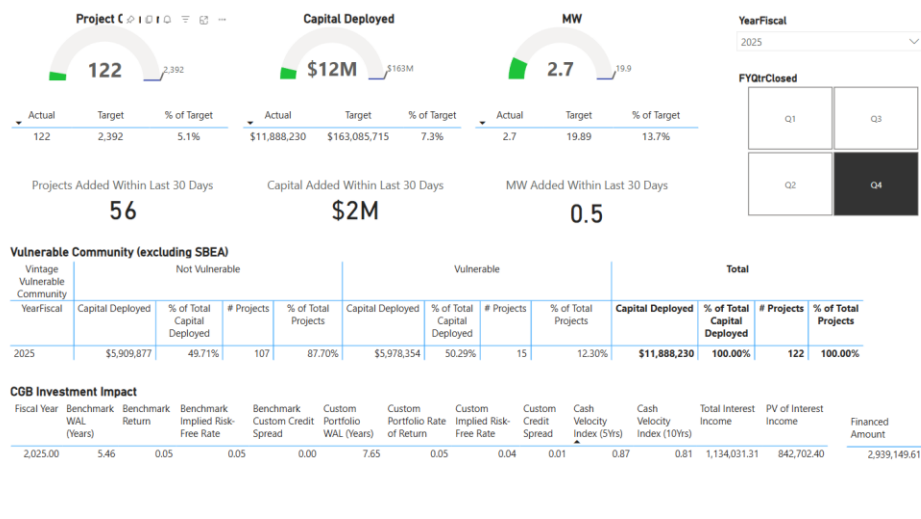 Project C
Capital Deployed
MW
YearFiscal
2025
122
2,392
$12M
$163M
2.7
19.9
FYQtrClosed
Q1
Q3
Q2
Q4
Actual Target % of Target
122 2,392 5.1%
Actual Target % of Target
$11,888,230 $163,085,715 7.3%
Actual Target % of Target
2.7 19.89 13.7%
Projects Added Within Last 30 Days
56
Capital Added Within Last 30 Days
$2M
MW Added Within Last 30 Days
0.5
Vulnerable Community (excluding SBEA)
Vintage Vulnerable Community Not Vulnerable Vulnerable Total
YearFiscal Capital Deployed % of Total Capital Deployed # Projects % of Total Projects Capital Deployed % of Total Capital Deployed # Projects % of Total Projects Capital Deployed % of Total Capital Deployed # Projects % of Total Projects
2025 $5,909,877 49.71% 107 87.70% $5,978,354 50.29% 15 12.30% $11,888,230 100.00% 122 100.00%
CGB Investment Impact
Fiscal Year Benchmark WAL (Years) Benchmark Return Benchmark Implied Risk-Free Rate Benchmark Custom Credit Spread Custom Portfolio WAL (Years) Custom Portfolio Rate of Return Custom Implied Risk-Free Rate Custom Credit Spread Cash Velocity Index (5Yrs) Cash Velocity Index (10Yrs) Total Interest Income PV of Interest Income Financed Amount
2,025.00 5.46 0.05 0.05 0.00 7.65 0.05 0.04 0.01 0.87 0.81 1,134,031.31 842,702.40 2,939,149.61